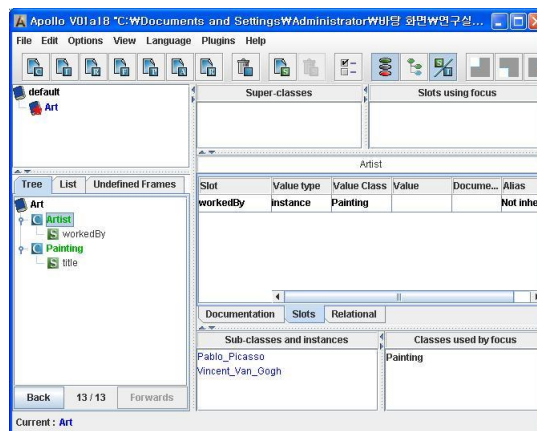 Apollo V01a18 "C:₩Documents and Settings₩Administrator₩바탕 화면₩연구실...
File Edit Options View Language Plugins Help
default
Art
Super-classes
Slots using focus
Artist
Tree List Undefined Frames
Art
Artist
workedBy
Painting
title
Slot Value type Value Class Value Docume... Alias
workedBy instance Painting Not inhe
Documentation Slots Relational
Sub-classes and instances
Pablo_Picasso
Vincent_Van_Gogh
Classes used by focus
Painting
Back 13 / 13 Forwards
Current : Art